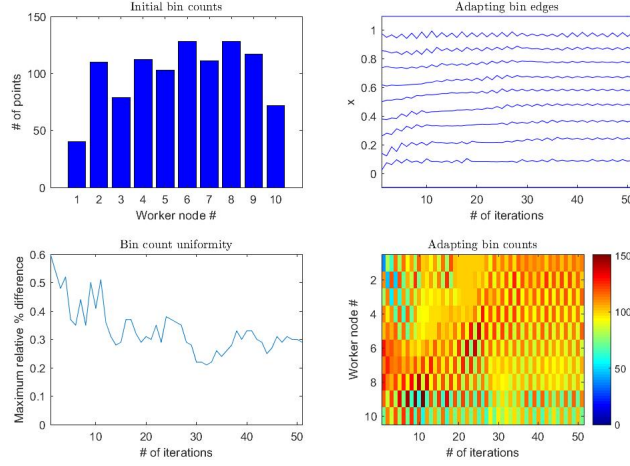 Initial bin counts
150
100
50
0
# of points
1 2 3 4 5 6 7 8 9 10
Worker node #
Adapting bin edges
1
0.8
0.6
0.4
0.2
0
x
10 20 30 40 50
# of iterations
Bin count uniformity
0.6
0.5
0.4
0.3
0.2
0.1
0
Maximum relative % difference
10 20 30 40 50
# of iterations
Adapting bin counts
2
4
6
8
10
Worker node #
10 20 30 40 50
# of iterations
150
100
50
0